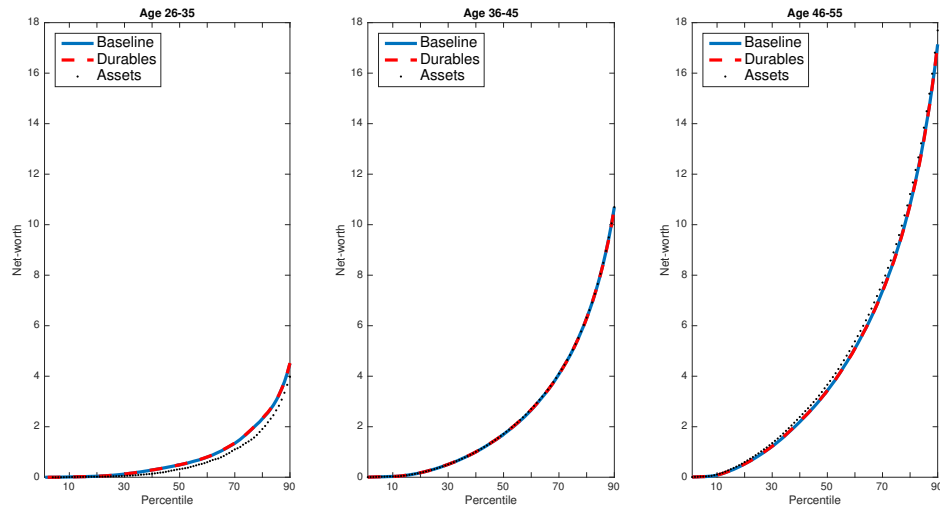 Age 26-35
18
16
14
12
10
8
6
4
2
0
Net-worth
Baseline
Durables
Assets
10 30 50 70 90
Percentile
Age 36-45
18
16
14
12
10
8
6
4
2
0
Net-worth
Baseline
Durables
Assets
10 30 50 70 90
Percentile
Age 46-55
18
16
14
12
10
8
6
4
2
0
Net-worth
Baseline
Durables
Assets
10 30 50 70 90
Percentile